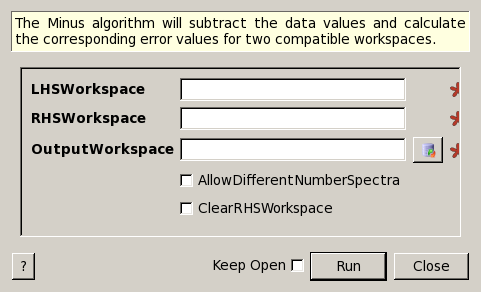 The Minus algorithm will subtract the data values and calculate
the corresponding error values for two compatible workspaces.
LHSWorkspace
RHSWorkspace
OutputWorkspace
AllowDifferentNumberSpectra
ClearRHSWorkspace
? Keep Open Run Close